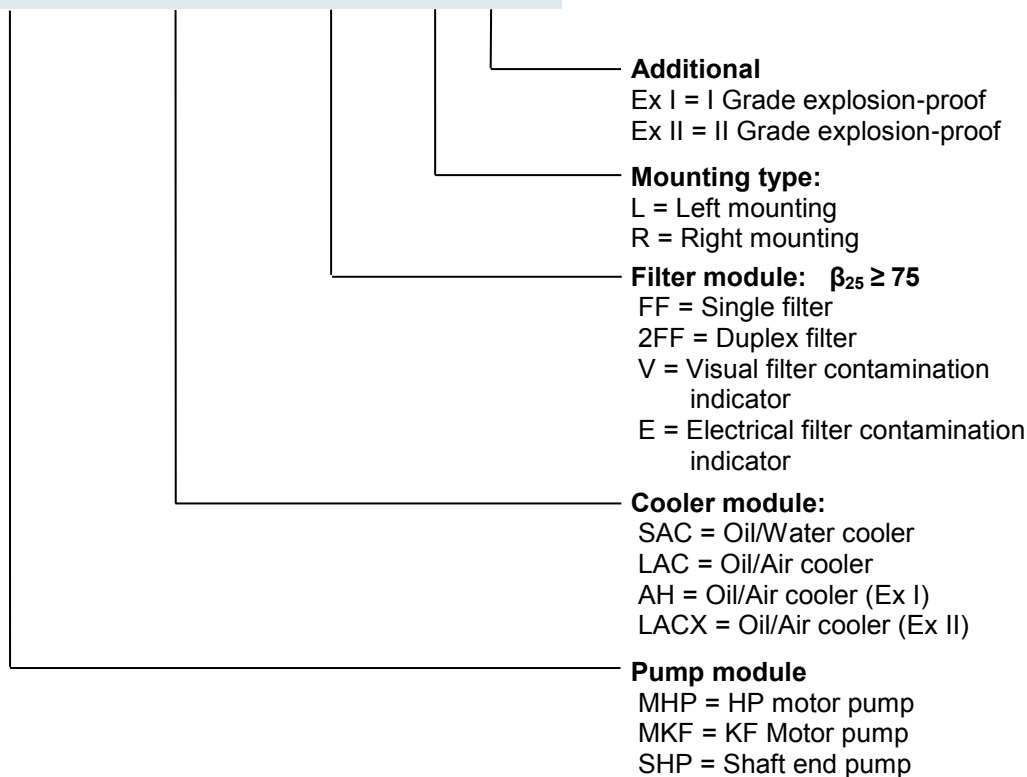 Additional
Ex I = I Grade explosion-proof
Ex II = II Grade explosion-proof
Mounting type:
L = Left mounting
R = Right mounting
Filter module: β₂₅ ≥ 75
FF = Single filter
2FF = Duplex filter
V = Visual filter contamination
indicator
E = Electrical filter contamination
indicator
Cooler module:
SAC = Oil/Water cooler
LAC = Oil/Air cooler
AH = Oil/Air cooler (Ex I)
LACX = Oil/Air cooler (Ex II)
Pump module
MHP = HP motor pump
MKF = KF Motor pump
SHP = Shaft end pump